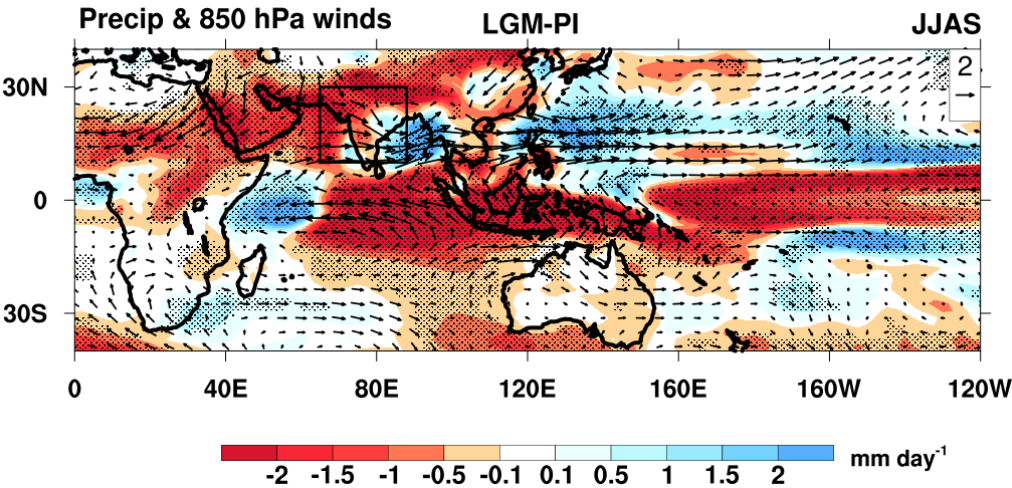 Precip & 850 hPa winds LGM-PI JJAS
2
30N
0
30S
0 40E 80E 120E 160E 160W 120W
-2 -1.5 -1 -0.5 -0.1 0.1 0.5 1 1.5 2 mm day-1